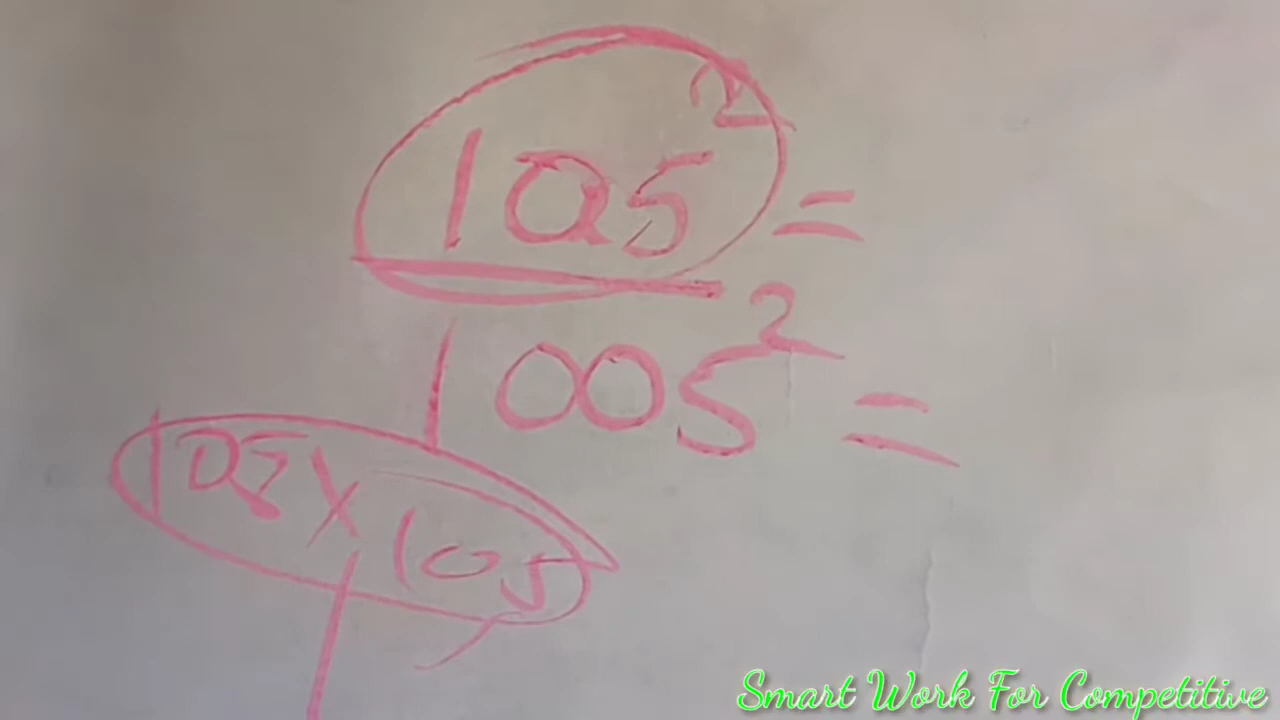 105² =
1005² =
105 X 105
Smart Work For Competitive